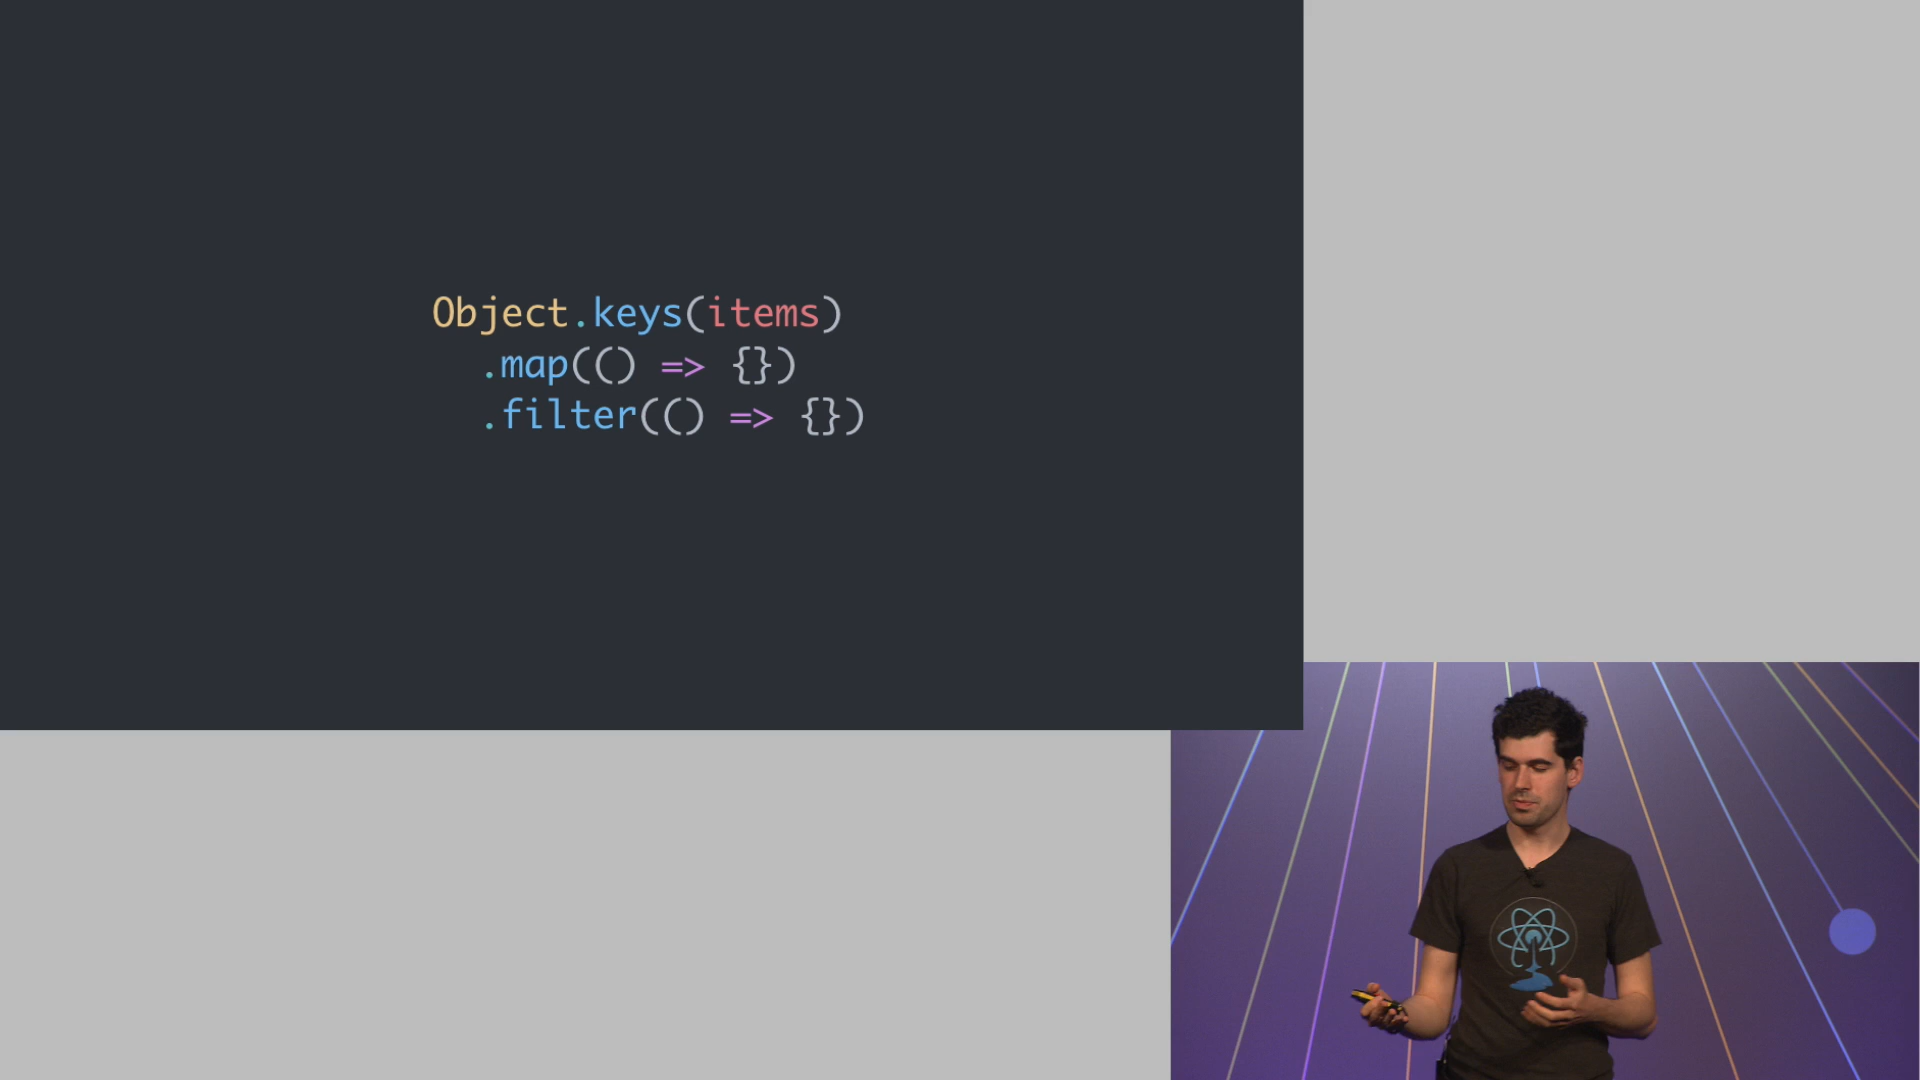 Object.keys(items)
.map(() => {})
.filter(() => {})